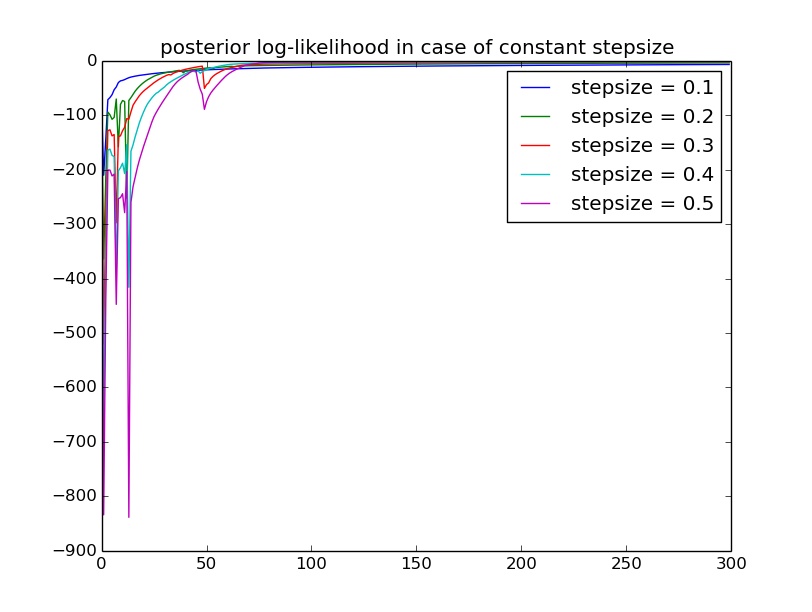 posterior log-likelihood in case of constant stepsize
0
−100
−200
−300
−400
−500
−600
−700
−800
−900
stepsize = 0.1
stepsize = 0.2
stepsize = 0.3
stepsize = 0.4
stepsize = 0.5
0 50 100 150 200 250 300